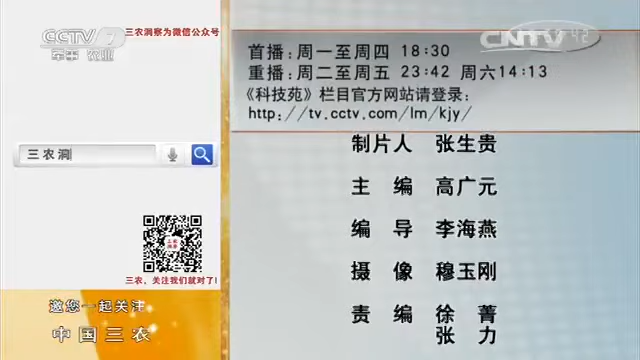 CCTV 7
军事 农业
三农洞察为微信公众号
三农洞
三农，关注我们就对了!
邀您一起关注
中国三农
CNTV
首播：周一至周四 18:30
重播：周二至周五 23:42 周六14:13
《科技苑》栏目官方网站请登录：
http://tv.cctv.com/lm/kjy/
制片人 张生贵
主 编 高广元
编 导 李海燕
摄 像 穆玉刚
责 编 徐 菁
张 力